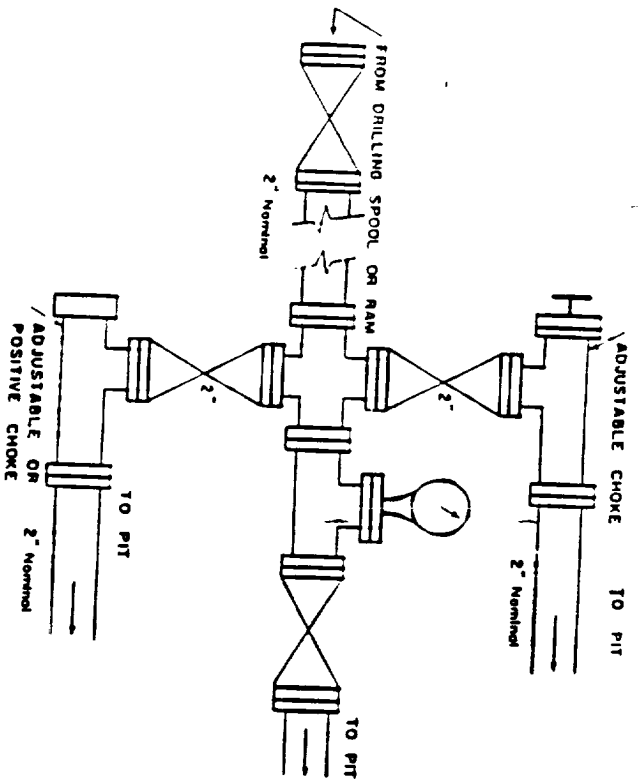 FROM DRILLING SPOOL OR RAM
2" Nominal
ADJUSTABLE CHOKE
TO PIT
2" Nominal
2"
2"
ADJUSTABLE OR
POSITIVE CHOKE
TO PIT
2" Nominal
TO PIT